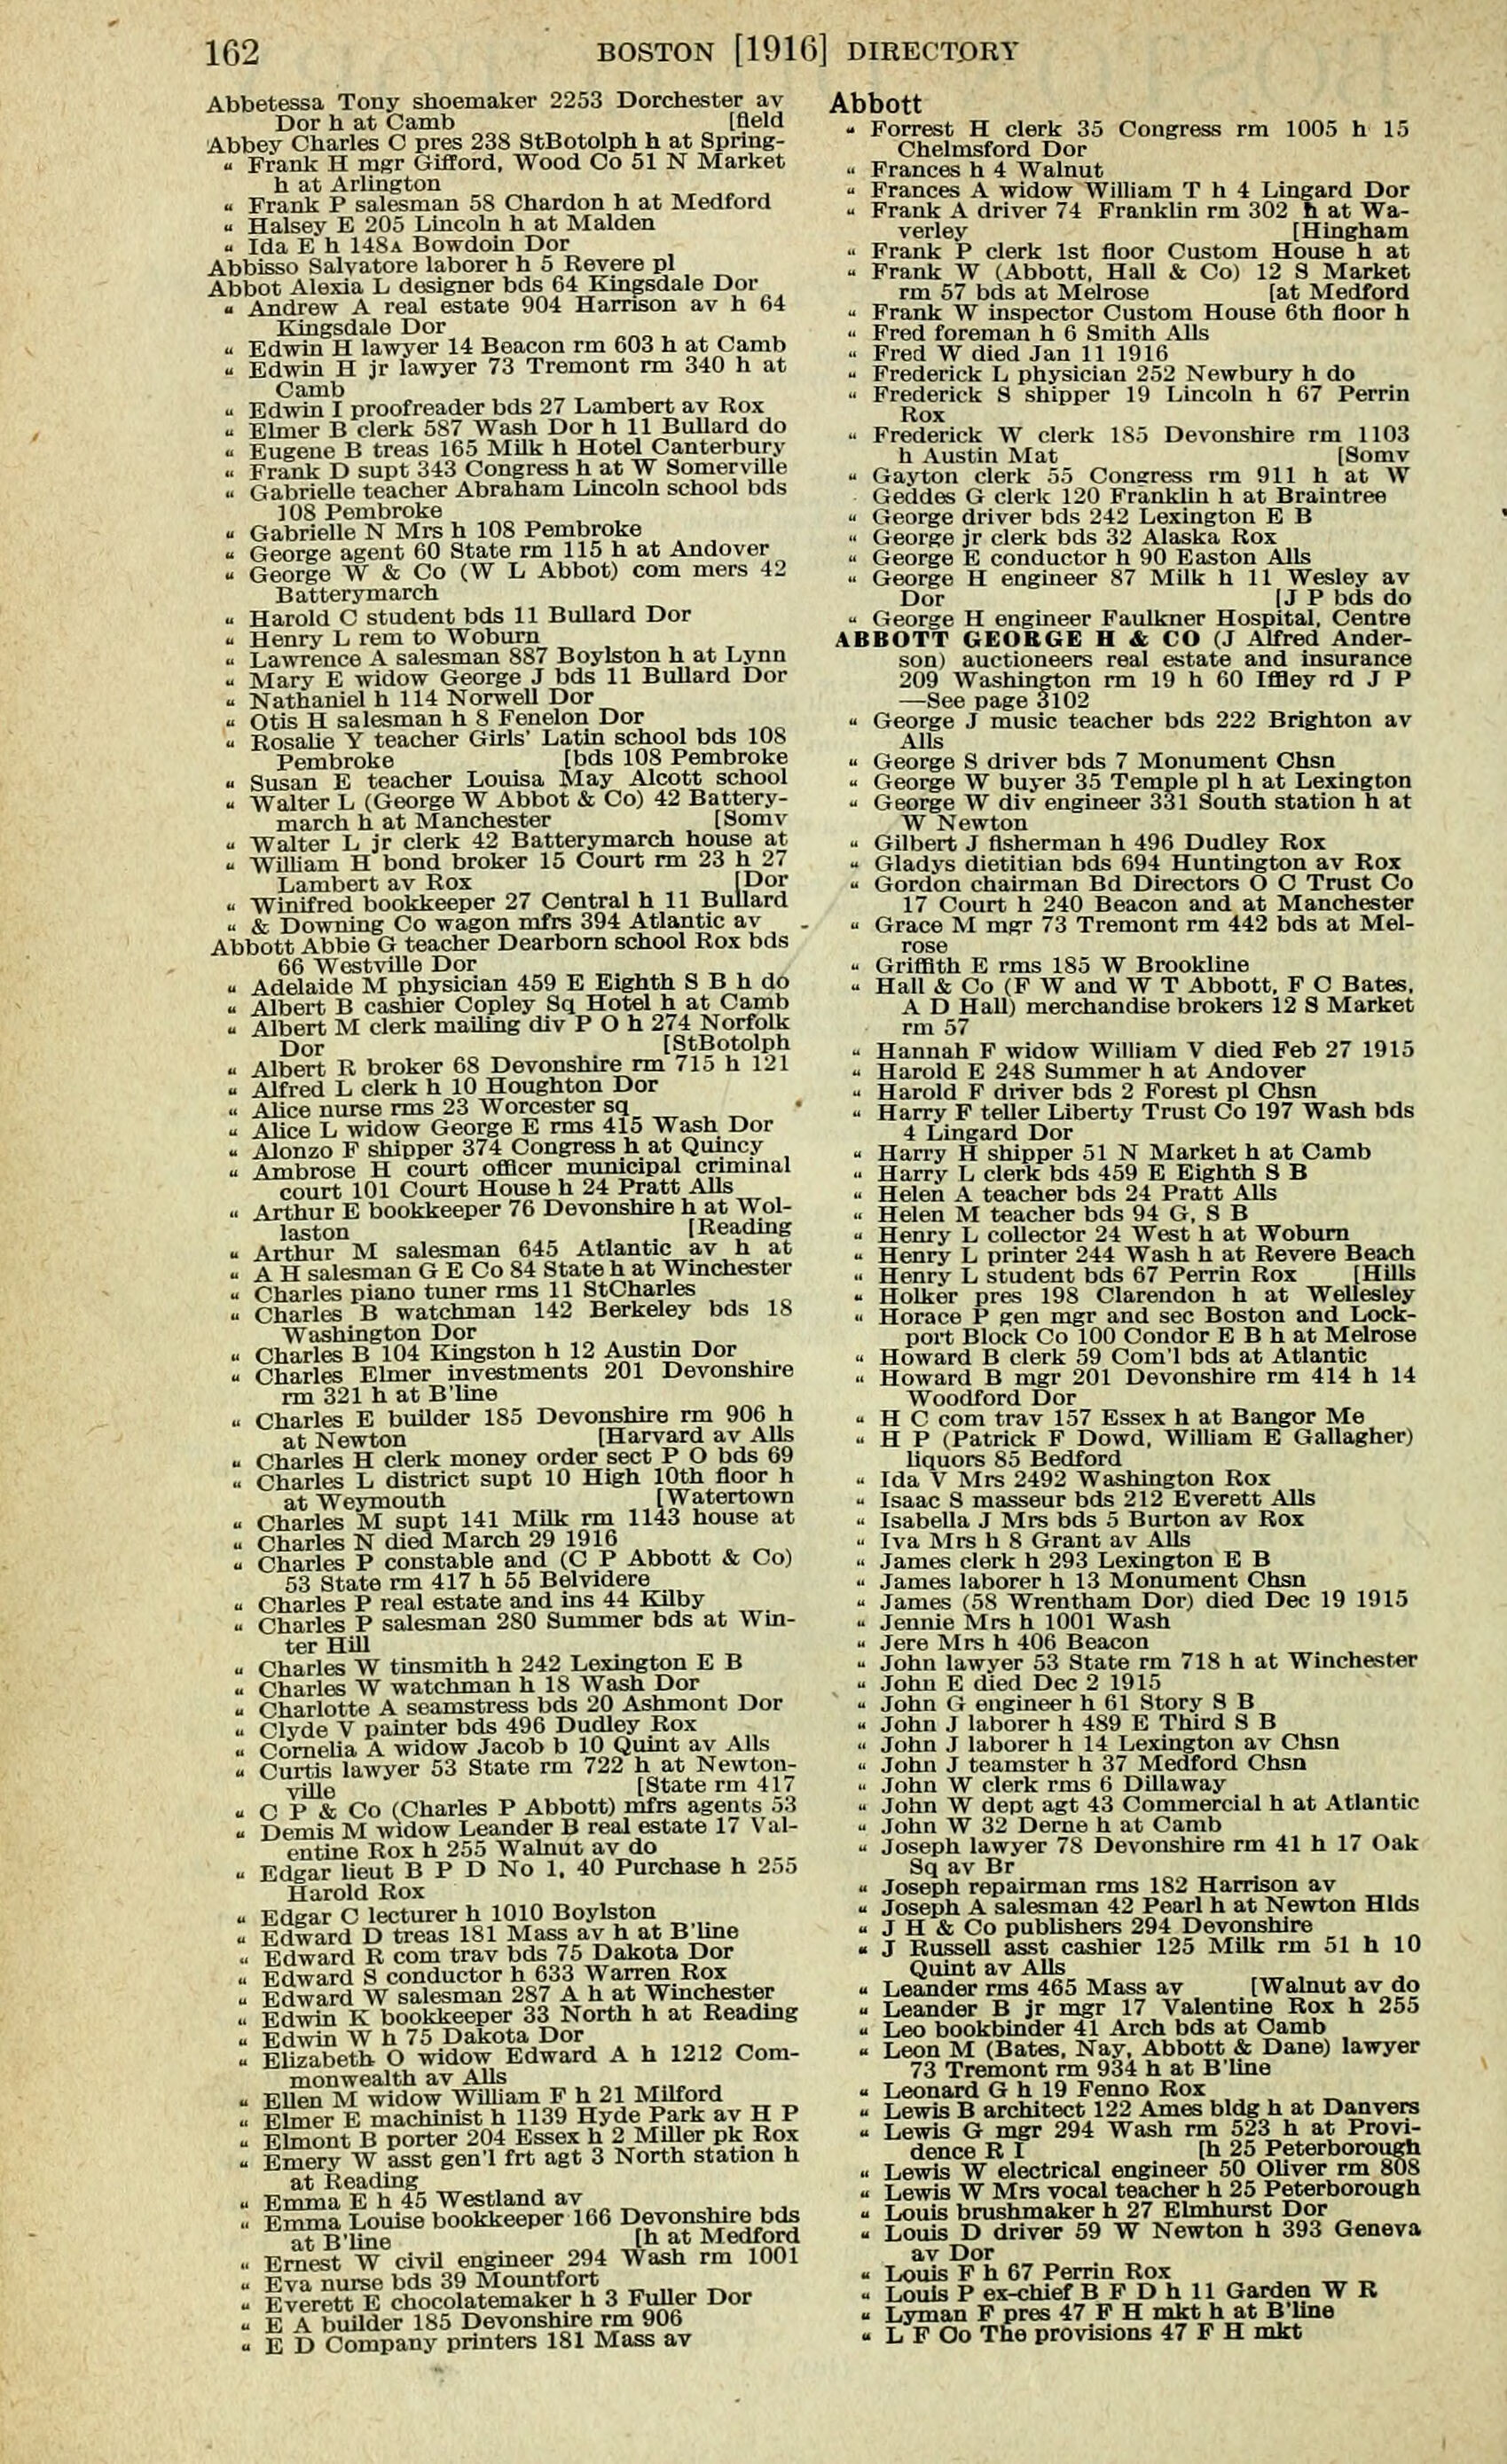 162
BOSTON [1916] DIRECTORY
Abbetessa Tony shoemaker 2253 Dorchester av
Dor h at Camb [field
Abbey Charles C pres 238 StBotolph h at Spring-
" Frank H mgr Gifford, Wood Co 51 N Market
h at Arlington
" Frank P salesman 58 Chardon h at Medford
" Halsey E 205 Lincoln h at Malden
" Ida E h 148A Bowdoin Dor
Abbisso Salvatore laborer h 5 Revere pl
Abbot Alexia L designer bds 64 Kingsdale Dor
" Andrew A real estate 904 Harrison av h 64
Kingsdale Dor
" Edwin H lawyer 14 Beacon rm 603 h at Camb
" Edwin H jr lawyer 73 Tremont rm 340 h at
Camb
" Edwin I proofreader bds 27 Lambert av Rox
" Elmer B clerk 587 Wash Dor h 11 Bullard do
" Eugene B treas 165 Milk h Hotel Canterbury
" Frank D supt 343 Congress h at W Somerville
" Gabrielle teacher Abraham Lincoln school bds
108 Pembroke
" Gabrielle N Mrs h 108 Pembroke
" George agent 60 State rm 115 h at Andover
" George W & Co (W L Abbot) com mers 42
Batterymarch
" Harold C student bds 11 Bullard Dor
" Henry L rem to Woburn
" Lawrence A salesman 887 Boylston h at Lynn
" Mary E widow George J bds 11 Bullard Dor
" Nathaniel h 114 Norwell Dor
" Otis H salesman h 8 Fenelon Dor
" Rosalie Y teacher Girls' Latin school bds 108
Pembroke [bds 108 Pembroke
" Susan E teacher Louisa May Alcott school
" Walter L (George W Abbot & Co) 42 Battery-
march h at Manchester [Somv
" Walter L jr clerk 42 Batterymarch house at
" William H bond broker 15 Court rm 23 h 27
Lambert av Rox [Dor
" Winifred bookkeeper 27 Central h 11 Bullard
" & Downing Co wagon mfrs 394 Atlantic av
Abbott Abbie G teacher Dearborn school Rox bds
66 Westville Dor
" Adelaide M physician 459 E Eighth S B h do
" Albert B cashier Copley Sq Hotel h at Camb
" Albert M clerk mailing div P O h 274 Norfolk
Dor [StBotolph
" Albert R broker 68 Devonshire rm 715 h 121
" Alfred L clerk h 10 Houghton Dor
" Alice nurse rms 23 Worcester sq
" Alice L widow George E rms 415 Wash Dor
" Alonzo F shipper 374 Congress h at Quincy
" Ambrose H court officer municipal criminal
court 101 Court House h 24 Pratt Alls
" Arthur E bookkeeper 76 Devonshire h at Wol-
laston [Reading
" Arthur M salesman 645 Atlantic av h at
" A H salesman G E Co 84 State h at Winchester
" Charles piano tuner rms 11 StCharles
" Charles B watchman 142 Berkeley bds 18
Washington Dor
" Charles B 104 Kingston h 12 Austin Dor
" Charles Elmer investments 201 Devonshire
rm 321 h at B'line
" Charles E builder 185 Devonshire rm 906 h
at Newton [Harvard av Alls
" Charles H clerk money order sect P O bds 69
" Charles L district supt 10 High 10th floor h
at Weymouth [Watertown
" Charles M supt 141 Milk rm 1143 house at
" Charles N died March 29 1916
" Charles P constable and (C P Abbott & Co)
53 State rm 417 h 55 Belvidere
" Charles P real estate and ins 44 Kilby
" Charles P salesman 280 Summer bds at Win-
ter Hill
" Charles W tinsmith h 242 Lexington E B
" Charles W watchman h 18 Wash Dor
" Charlotte A seamstress bds 20 Ashmont Dor
" Clyde V painter bds 496 Dudley Rox
" Cornelia A widow Jacob b 10 Quint av Alls
" Curtis lawyer 53 State rm 722 h at Newton-
ville [State rm 417
" C P & Co (Charles P Abbott) mfrs agents 53
" Demis M widow Leander B real estate 17 Val-
entine Rox h 255 Walnut av do
" Edgar lieut B P D No 1, 40 Purchase h 255
Harold Rox
" Edgar C lecturer h 1010 Boylston
" Edward D treas 181 Mass av h at B'line
" Edward R com trav bds 75 Dakota Dor
" Edward S conductor h 633 Warren Rox
" Edward W salesman 287 A h at Winchester
" Edwin K bookkeeper 33 North h at Reading
" Edwin W h 75 Dakota Dor
" Elizabeth O widow Edward A h 1212 Com-
monwealth av Alls
" Ellen M widow William F h 21 Milford
" Elmer E machinist h 1139 Hyde Park av H P
" Elmont B porter 204 Essex h 2 Miller pk Rox
" Emery W asst gen'l frt agt 3 North station h
at Reading
" Emma E h 45 Westland av
" Emma Louise bookkeeper 166 Devonshire bds
at B'line [h at Medford
" Ernest W civil engineer 294 Wash rm 1001
" Eva nurse bds 39 Mountfort
" Everett E chocolatemaker h 3 Fuller Dor
" E A builder 185 Devonshire rm 906
" E D Company printers 181 Mass av
Abbott
" Forrest H clerk 35 Congress rm 1005 h 15
Chelmsford Dor
" Frances h 4 Walnut
" Frances A widow William T h 4 Lingard Dor
" Frank A driver 74 Franklin rm 302 h at Wa-
verley [Hingham
" Frank P clerk 1st floor Custom House h at
" Frank W (Abbott, Hall & Co) 12 S Market
rm 57 bds at Melrose [at Medford
" Frank W inspector Custom House 6th floor h
" Fred foreman h 6 Smith Alls
" Fred W died Jan 11 1916
" Frederick L physician 252 Newbury h do
" Frederick S shipper 19 Lincoln h 67 Perrin
Rox
" Frederick W clerk 185 Devonshire rm 1103
h Austin Mat [Somv
" Gayton clerk 55 Congress rm 911 h at W
Geddes G clerk 120 Franklin h at Braintree
" George driver bds 242 Lexington E B
" George jr clerk bds 32 Alaska Rox
" George E conductor h 90 Easton Alls
" George H engineer 87 Milk h 11 Wesley av
Dor [J P bds do
" George H engineer Faulkner Hospital, Centre
ABBOTT GEORGE H & CO (J Alfred Ander-
son) auctioneers real estate and insurance
209 Washington rm 19 h 60 Iffley rd J P
—See page 3102
" George J music teacher bds 222 Brighton av
Alls
" George S driver bds 7 Monument Chsn
" George W buyer 35 Temple pl h at Lexington
" George W div engineer 331 South station h at
W Newton
" Gilbert J fisherman h 496 Dudley Rox
" Gladys dietitian bds 694 Huntington av Rox
" Gordon chairman Bd Directors O C Trust Co
17 Court h 240 Beacon and at Manchester
" Grace M mgr 73 Tremont rm 442 bds at Mel-
rose
" Griffith E rms 185 W Brookline
" Hall & Co (F W and W T Abbott, F C Bates,
A D Hall) merchandise brokers 12 S Market
rm 57
" Hannah F widow William V died Feb 27 1915
" Harold E 248 Summer h at Andover
" Harold F driver bds 2 Forest pl Chsn
" Harry F teller Liberty Trust Co 197 Wash bds
4 Lingard Dor
" Harry H shipper 51 N Market h at Camb
" Harry L clerk bds 459 E Eighth S B
" Helen A teacher bds 24 Pratt Alls
" Helen M teacher bds 94 G, S B
" Henry L collector 24 West h at Woburn
" Henry L printer 244 Wash h at Revere Beach
" Henry L student bds 67 Perrin Rox [Hills
" Holker pres 198 Clarendon h at Wellesley
" Horace P gen mgr and sec Boston and Lock-
port Block Co 100 Condor E B h at Melrose
" Howard B clerk 59 Com'l bds at Atlantic
" Howard B mgr 201 Devonshire rm 414 h 14
Woodford Dor
" H C com trav 157 Essex h at Bangor Me
" H P (Patrick F Dowd, William E Gallagher)
liquors 85 Bedford
" Ida V Mrs 2492 Washington Rox
" Isaac S masseur bds 212 Everett Alls
" Isabella J Mrs bds 5 Burton av Rox
" Iva Mrs h 8 Grant av Alls
" James clerk h 293 Lexington E B
" James laborer h 13 Monument Chsn
" James (58 Wrentham Dor) died Dec 19 1915
" Jennie Mrs h 1001 Wash
" Jere Mrs h 406 Beacon
" John lawyer 53 State rm 718 h at Winchester
" John E died Dec 2 1915
" John G engineer h 61 Story S B
" John J laborer h 489 E Third S B
" John J laborer h 14 Lexington av Chsn
" John J teamster h 37 Medford Chsn
" John W clerk rms 6 Dillaway
" John W dept agt 43 Commercial h at Atlantic
" John W 32 Derne h at Camb
" Joseph lawyer 78 Devonshire rm 41 h 17 Oak
Sq av Br
" Joseph repairman rms 182 Harrison av
" Joseph A salesman 42 Pearl h at Newton Hlds
" J H & Co publishers 294 Devonshire
" J Russell asst cashier 125 Milk rm 51 h 10
Quint av Alls
" Leander rms 465 Mass av [Walnut av do
" Leander B jr mgr 17 Valentine Rox h 255
" Leo bookbinder 41 Arch bds at Camb
" Leon M (Bates, Nay, Abbott & Dane) lawyer
73 Tremont rm 934 h at B'line
" Leonard G h 19 Fenno Rox
" Lewis B architect 122 Ames bldg h at Danvers
" Lewis G mgr 294 Wash rm 523 h at Provi-
dence R I [h 25 Peterborough
" Lewis W electrical engineer 50 Oliver rm 808
" Lewis W Mrs vocal teacher h 25 Peterborough
" Louis brushmaker h 27 Elmhurst Dor
" Louis D driver 59 W Newton h 393 Geneva
av Dor
" Louis F h 67 Perrin Rox
" Louis P ex-chief B F D h 11 Garden W R
" Lyman F pres 47 F H mkt h at B'line
" L F Co The provisions 47 F H mkt